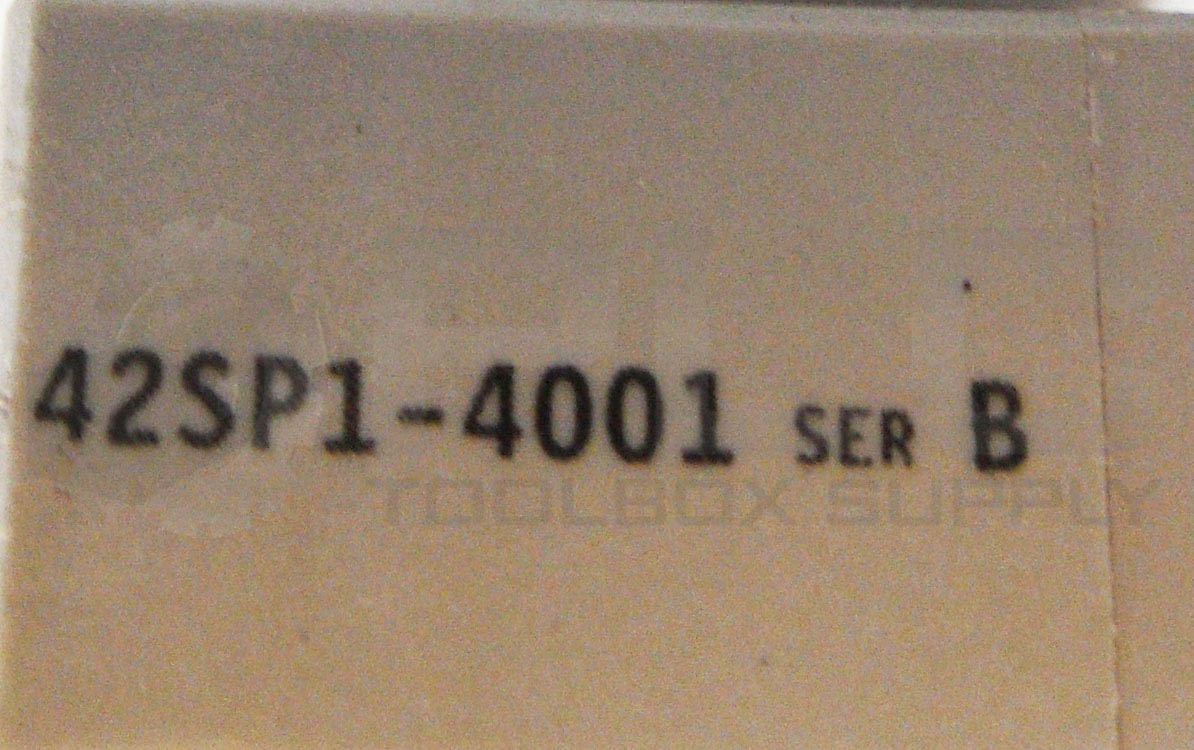 42SP1-4001 SER B
TOOLBOX SUPPLY